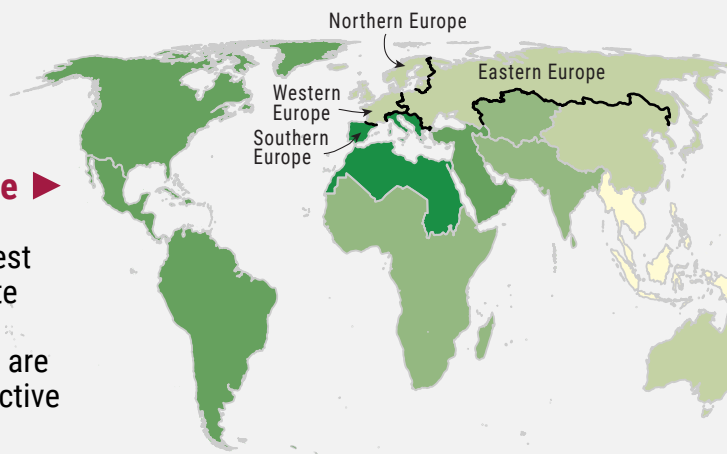 Northern Europe
Eastern Europe
Western
Europe
Southern
Europe
e
est
te
are
ctive